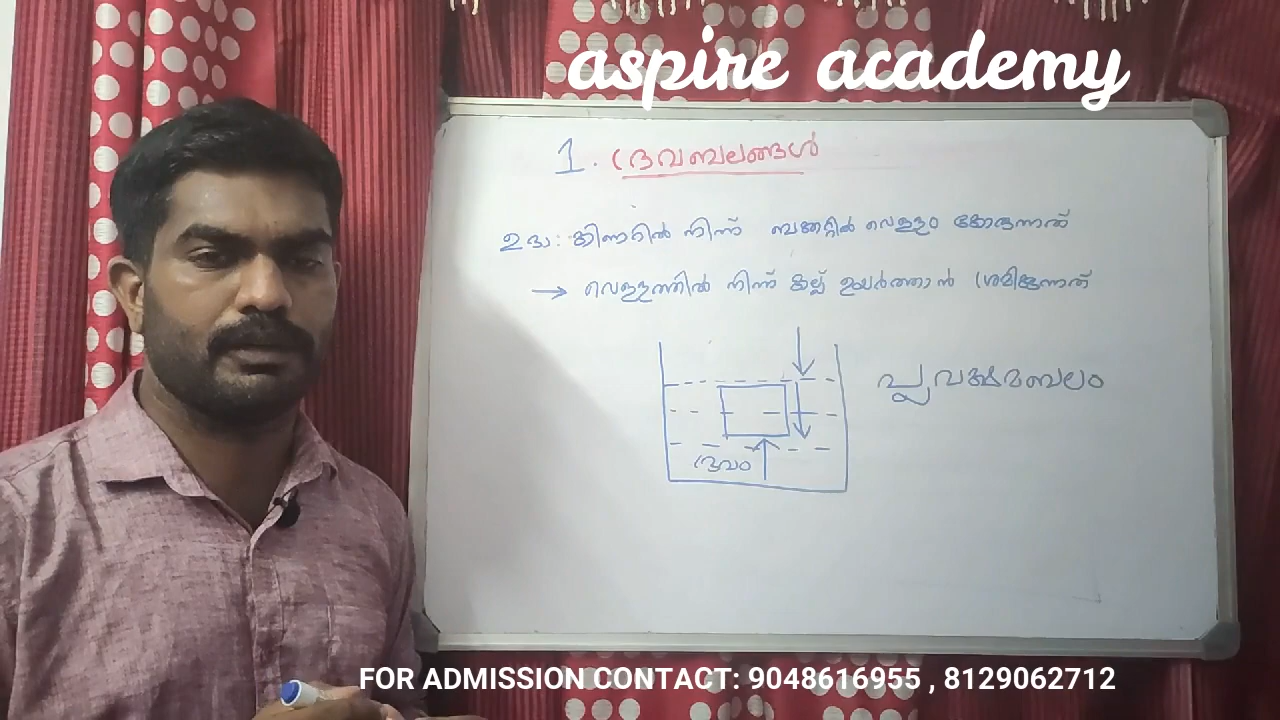 aspire academy
1. ദ്രവബലങ്ങൾ
ഉദാ: കിണറിൽ നിന്ന് ബക്കറ്റിൽ വെള്ളം കോരുന്നത്
→ വെള്ളത്തിൽ നിന്ന് കല്ല് ഉയർത്താൻ ശ്രമിക്കുന്നത്
പ്ലവക്ഷമബലം
ദ്രവം
FOR ADMISSION CONTACT: 9048616955 , 8129062712